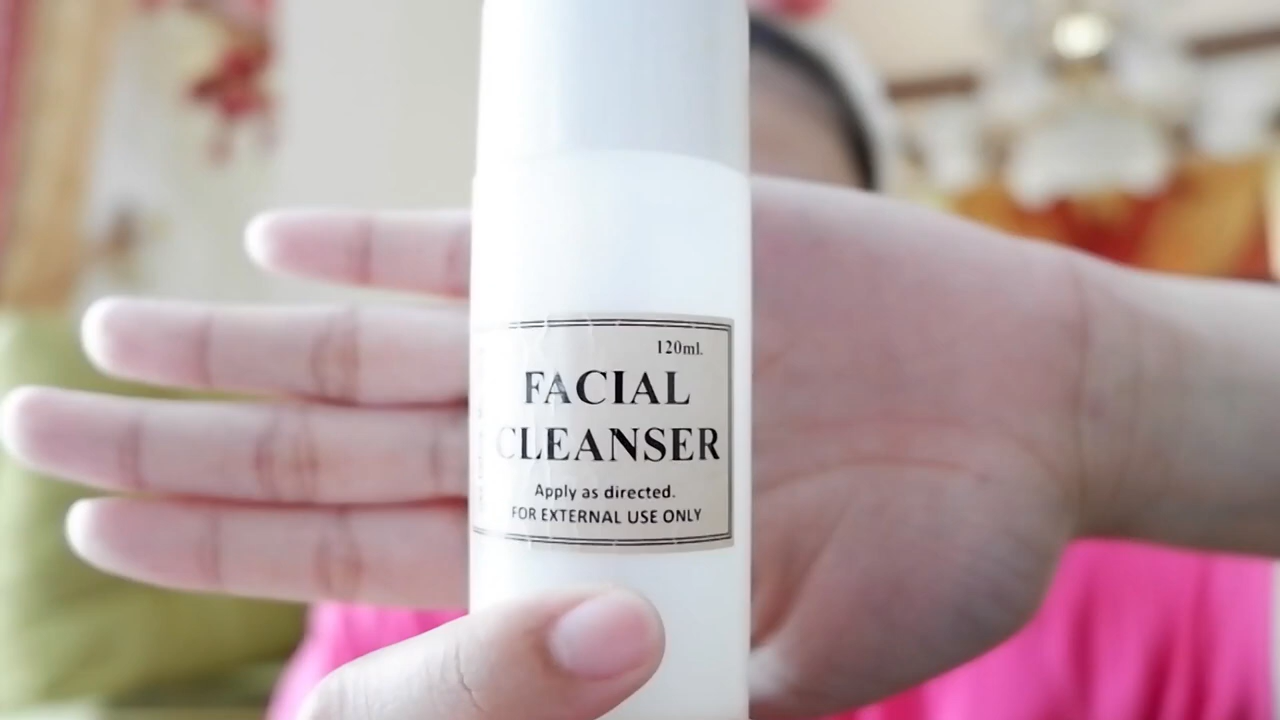 120ml.
FACIAL
CLEANSER
Apply as directed.
FOR EXTERNAL USE ONLY